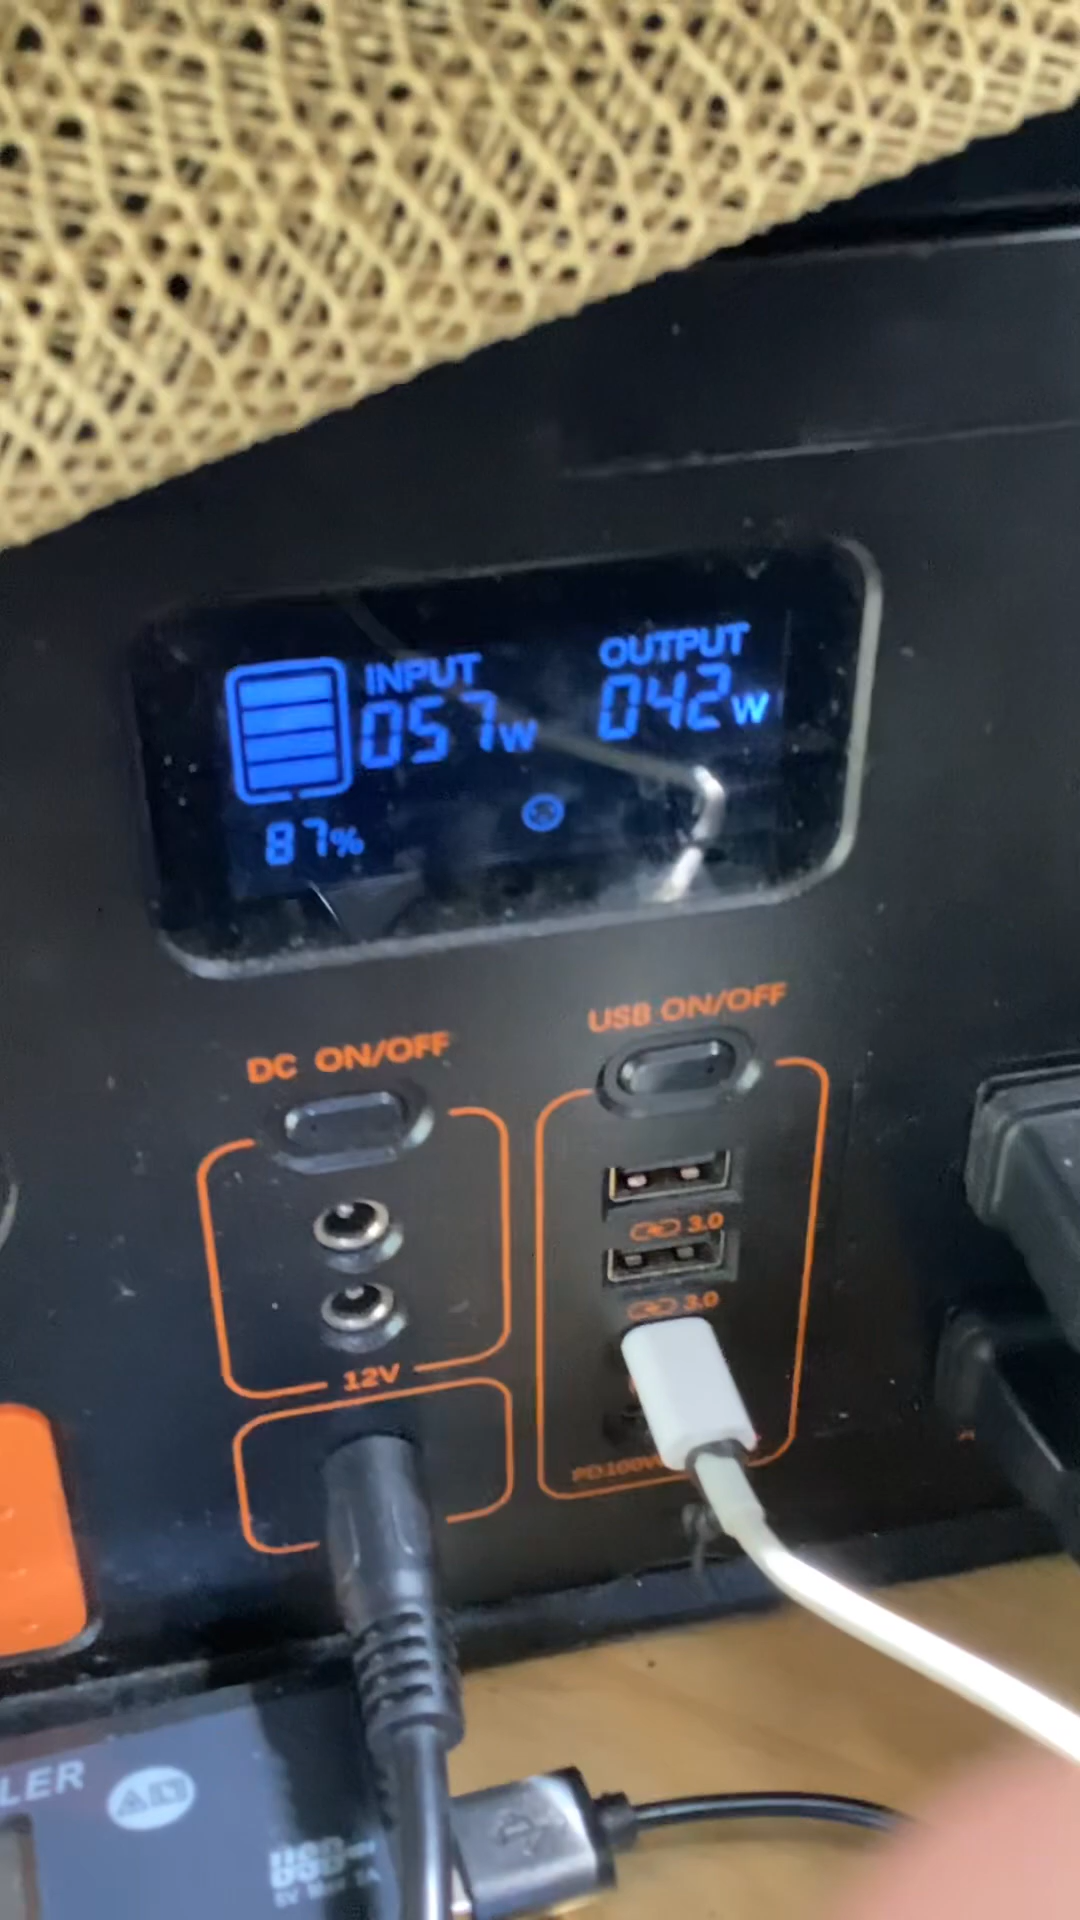 INPUT
057W
OUTPUT
042W
87%
DC ON/OFF
USB ON/OFF
3.0
3.0
12V
PD100W
LER
USB
5V